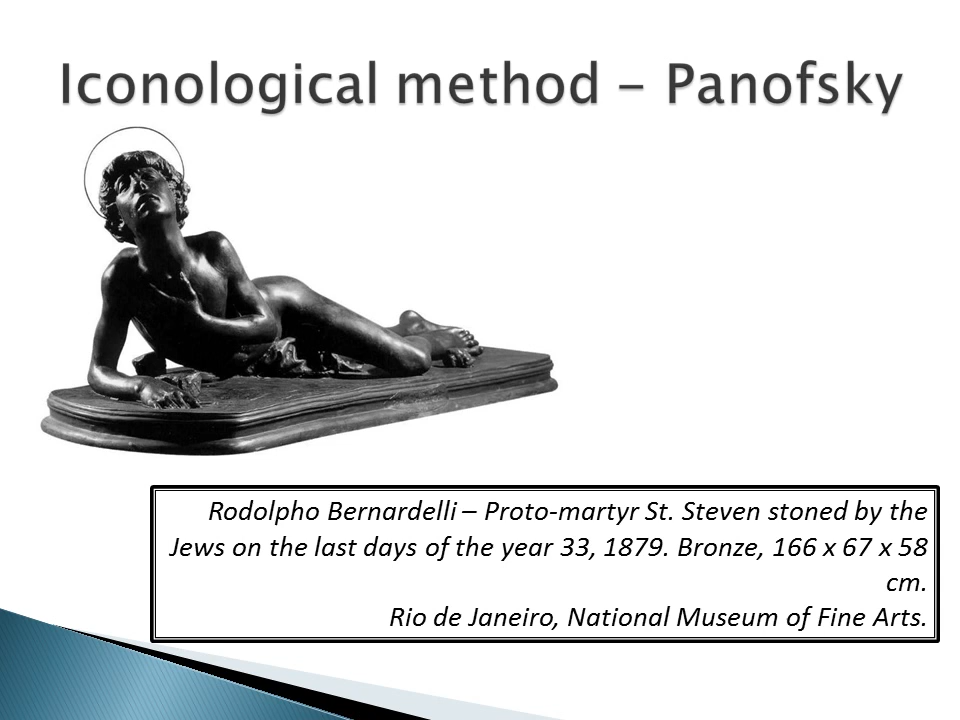 Iconological method – Panofsky
Rodolpho Bernardelli – Proto-martyr St. Steven stoned by the
Jews on the last days of the year 33, 1879. Bronze, 166 x 67 x 58
cm.
Rio de Janeiro, National Museum of Fine Arts.